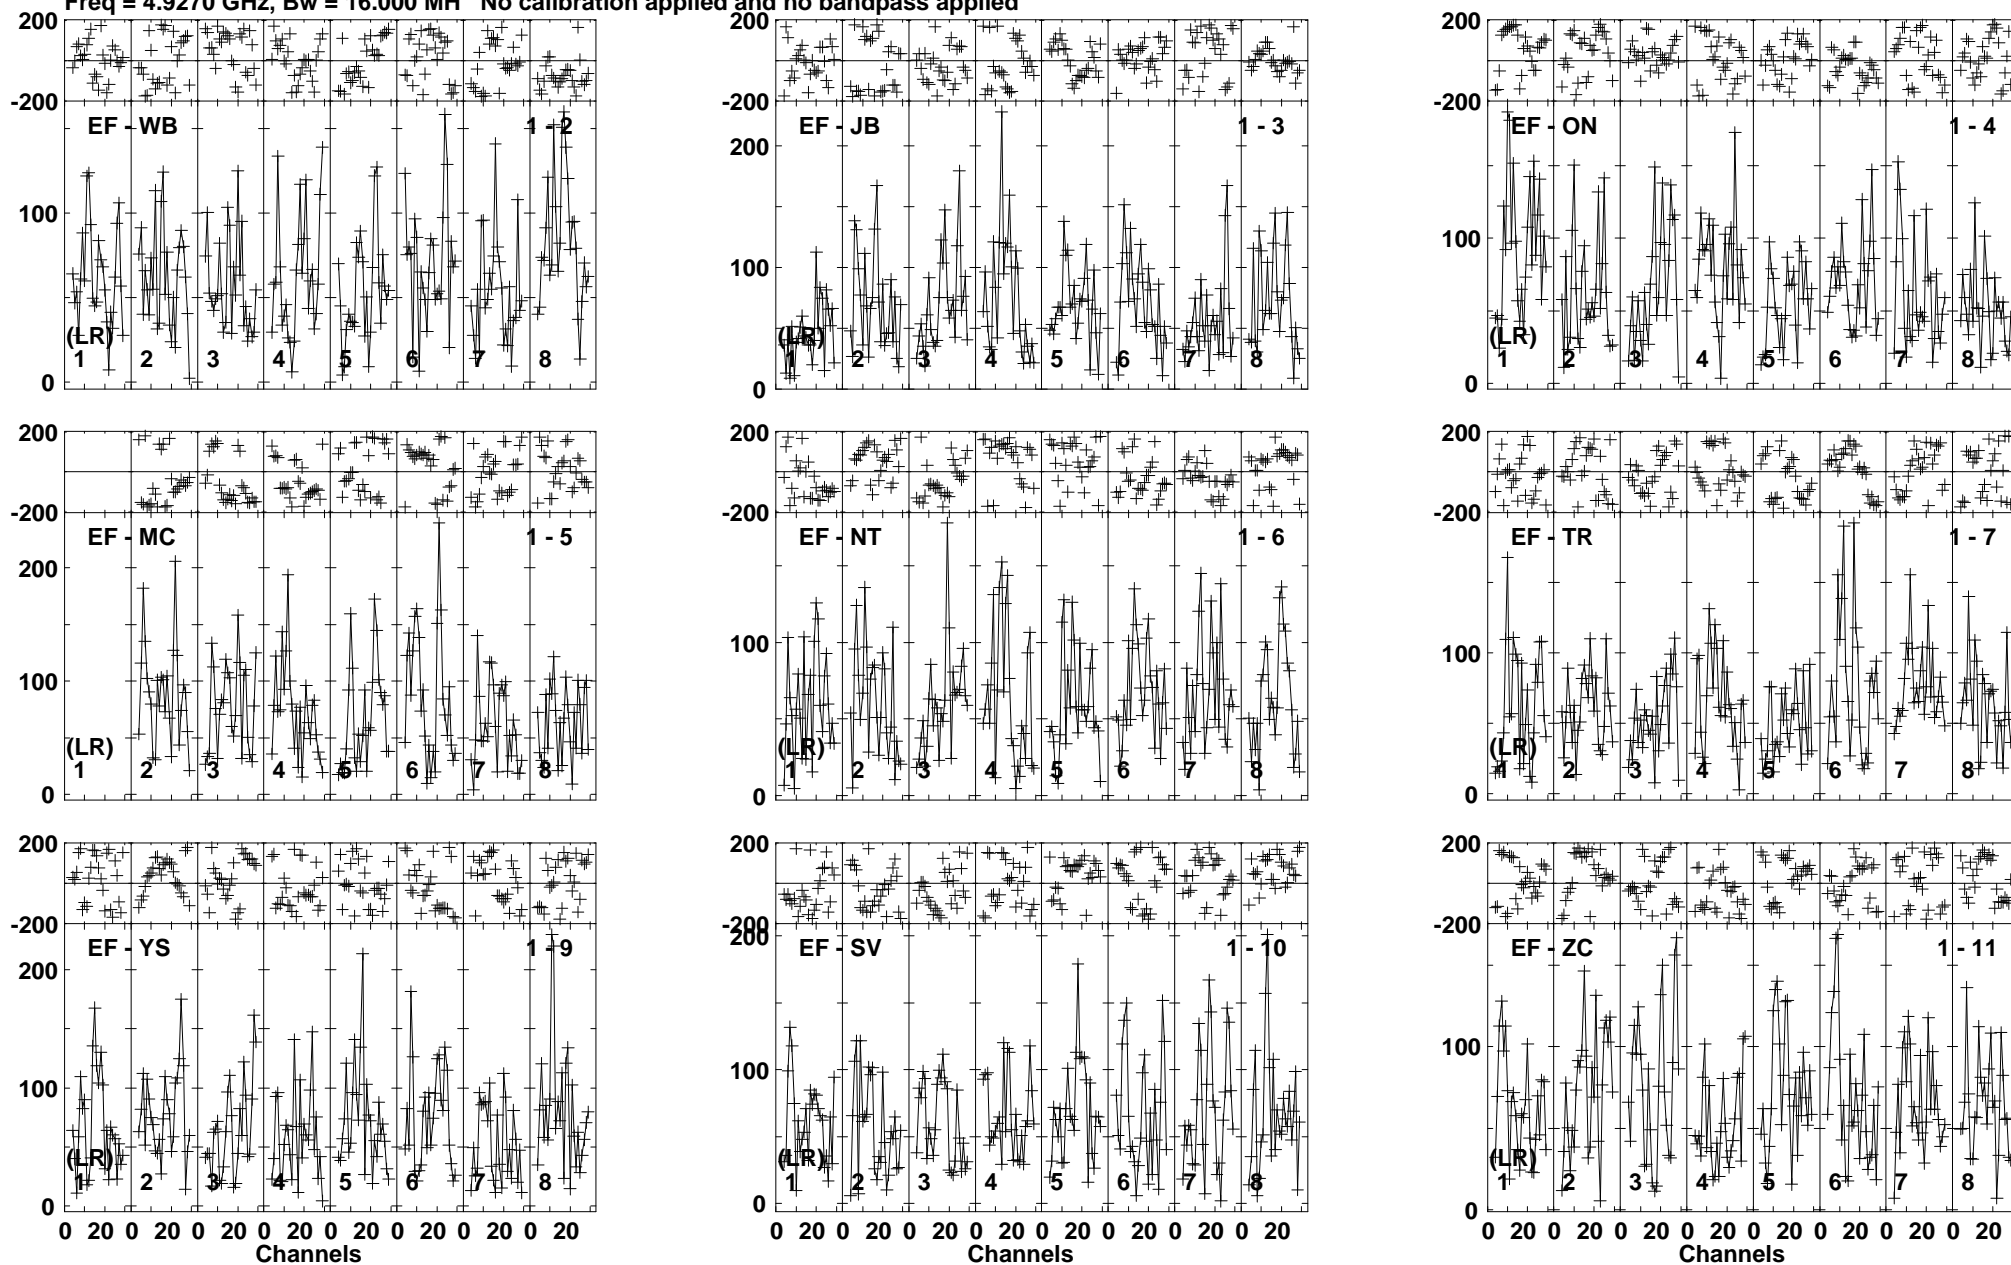 Freq = 4.9270 GHz, Bw = 16.000 MH No calibration applied and no bandpass applied
200 200 200
-200 -200 -200
EF - WB 1 - 2 EF - JB 1 - 3 EF - ON 1 - 4
200
100 100 100
(LR) (LR) (LR)
1 2 3 4 5 6 7 8 1 2 3 4 5 6 7 8 1 2 3 4 5 6 7 8
0 0 0
200 200 200
-200 -200 -200
EF - MC 1 - 5 EF - NT 1 - 6 EF - TR 1 - 7
200
100 100 100
(LR) (LR) (LR)
1 2 3 4 5 6 7 8 1 2 3 4 5 6 7 8 1 2 3 4 5 6 7 8
0 0 0
200 200 200
-200 -200 -200
200
EF - YS 1 - 9 EF - SV 1 - 10 EF - ZC 1 - 11
200
100 100 100
(LR) (LR) (LR)
1 2 3 4 5 6 7 8 1 2 3 4 5 6 7 8 1 2 3 4 5 6 7 8
0 0 0
0 20 0 20 0 20 0 20 0 20 0 20 0 20 0 20 0 20 0 20 0 20 0 20 0 20 0 20 0 20 0 20 0 20 0 20 0 20 0 20 0 20 0 20 0 20 0 20
Channels Channels Channels